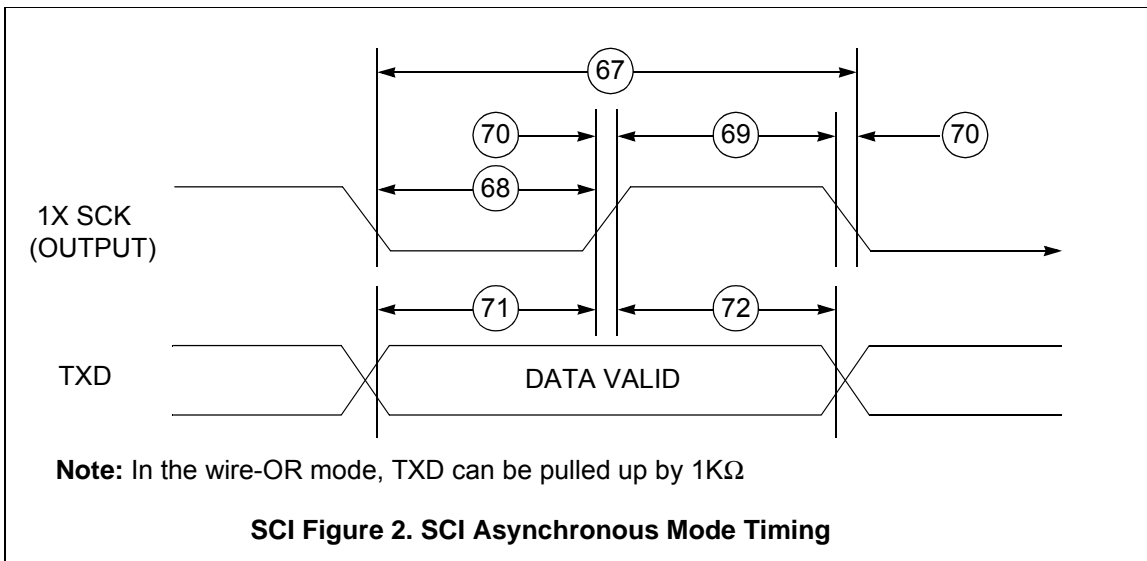 67
70
69
70
68
1X SCK
(OUTPUT)
71
72
TXD
DATA VALID
Note: In the wire-OR mode, TXD can be pulled up by 1KΩ
SCI Figure 2. SCI Asynchronous Mode Timing